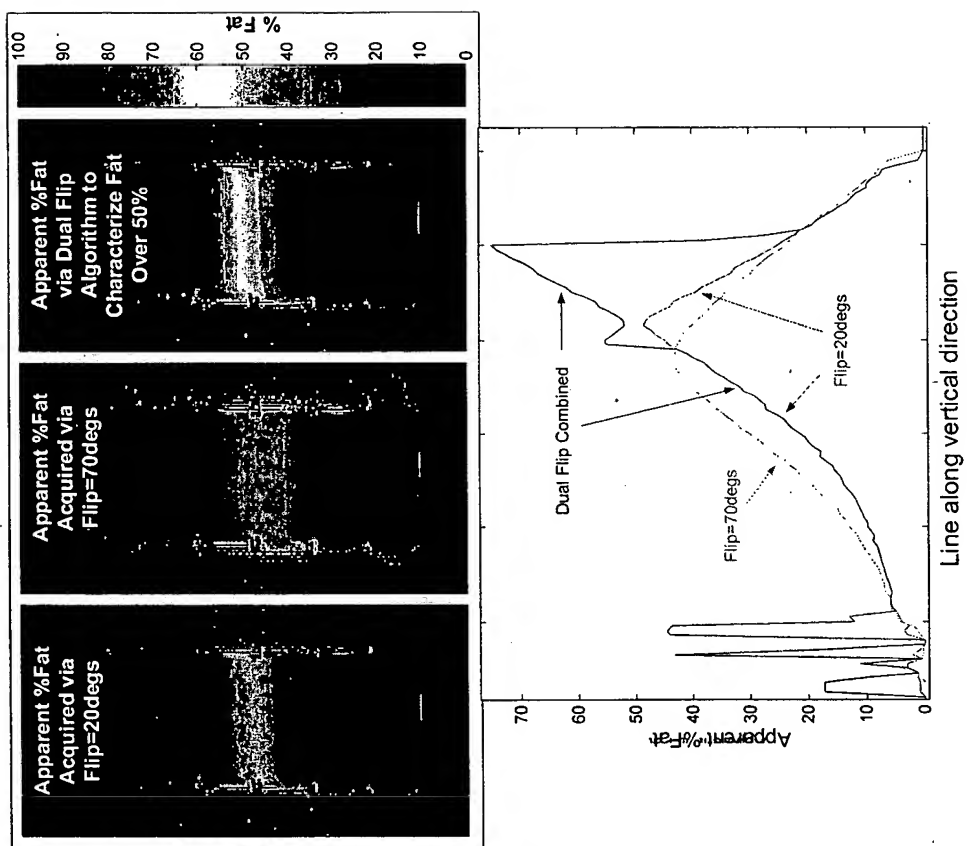 Apparent %Fat
Acquired via
Flip=20degs
Apparent %Fat
Acquired via
Flip=70degs
Apparent %Fat
via Dual Flip
Algorithm to
Characterize Fat
Over 50%
100
90
80
70
60
50
40
30
20
10
0
% Fat
70
60
50
40
30
20
10
0
Apparent %Fat
Dual Flip Combined
Flip=70degs
Flip=20degs
Line along vertical direction